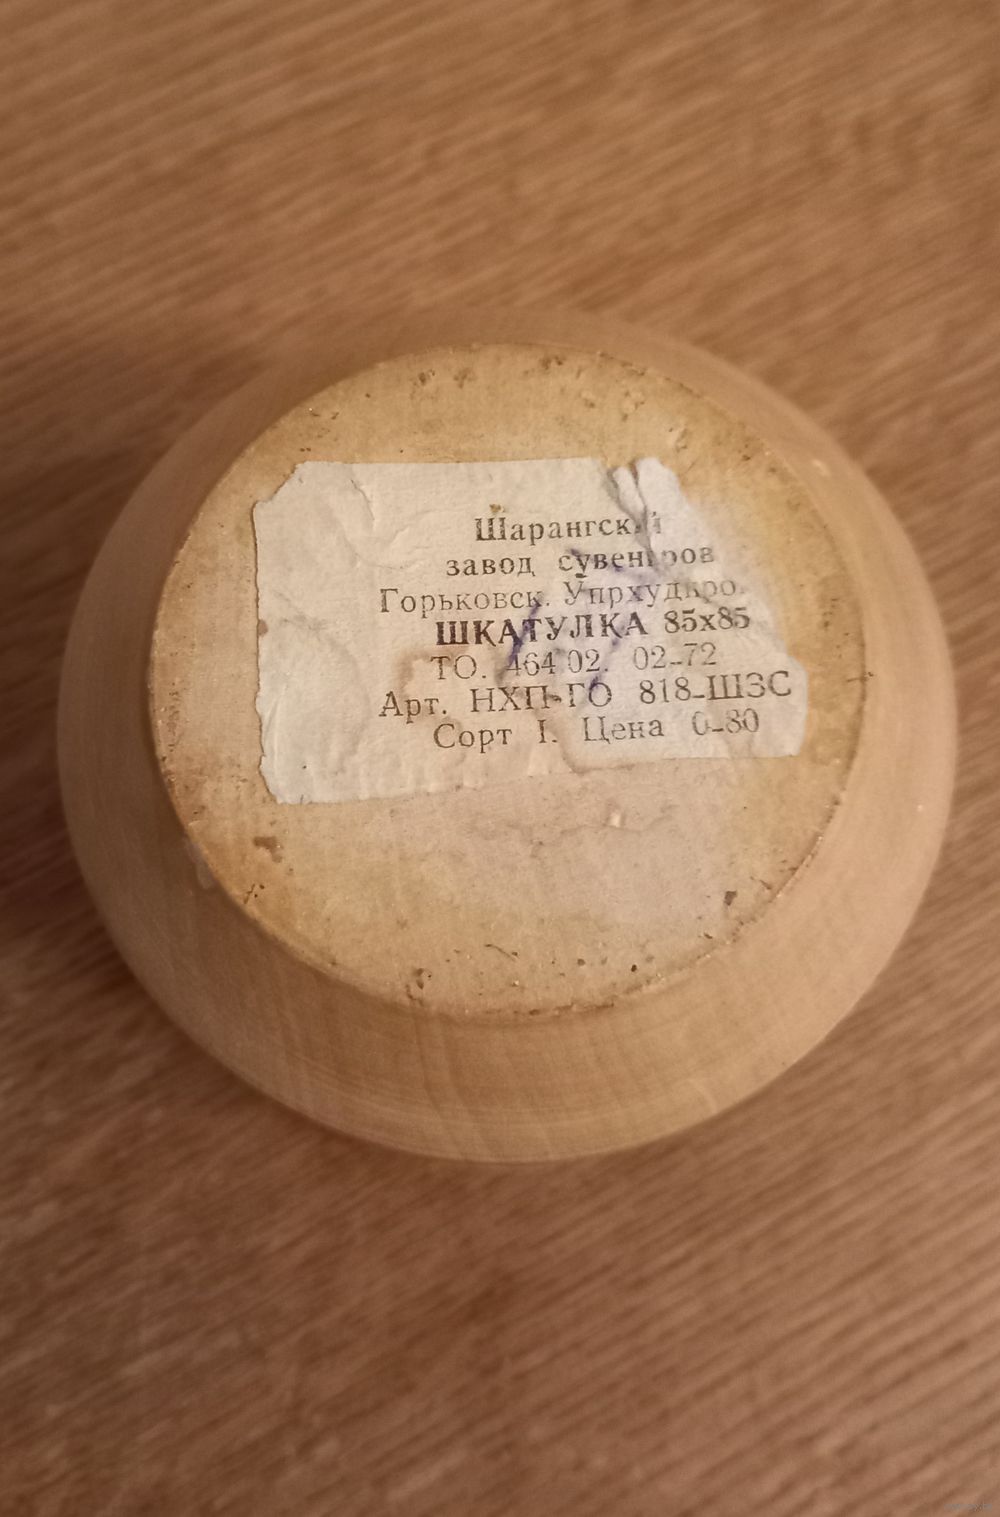 Шарангский
завод сувениров
Горьковск. Упрхудпро.
ШКАТУЛКА 85х85
ТО. 464.02. 02-72
Арт. НХП-ГО 818-ШЗС
Сорт I. Цена 0-80